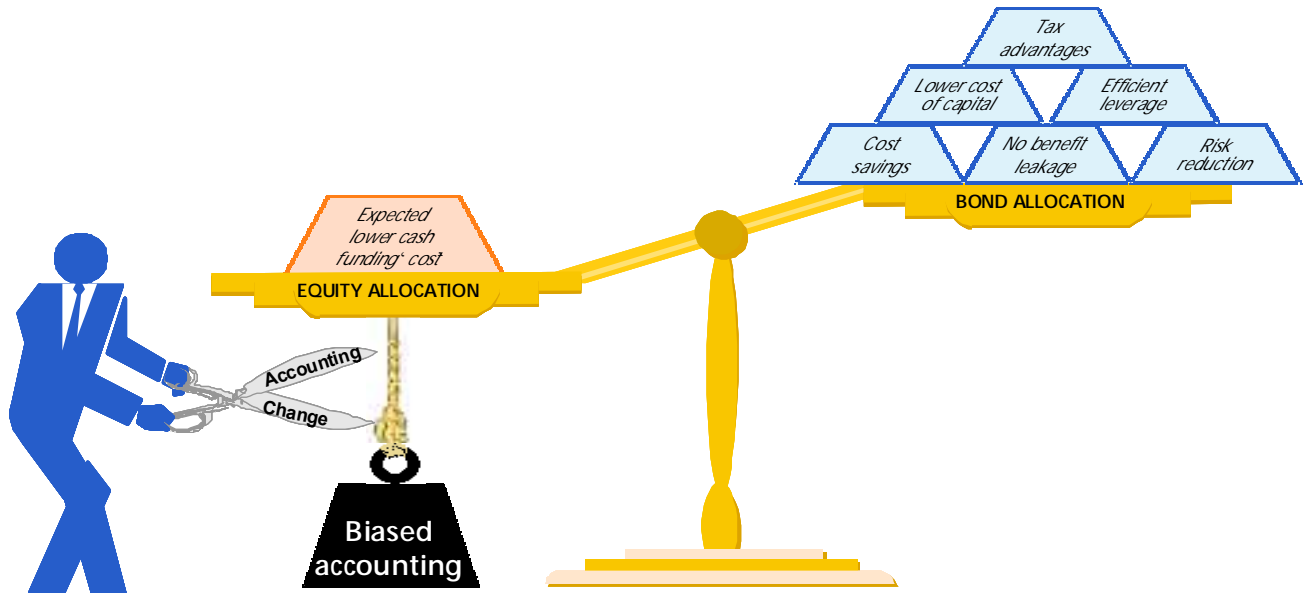 Tax
advantages
Lower cost
of capital
Efficient
leverage
Cost
savings
No benefit
leakage
Risk
reduction
BOND ALLOCATION
Expected
lower cash
funding‘ cost¹
EQUITY ALLOCATION
Accounting
Change
Biased
accounting